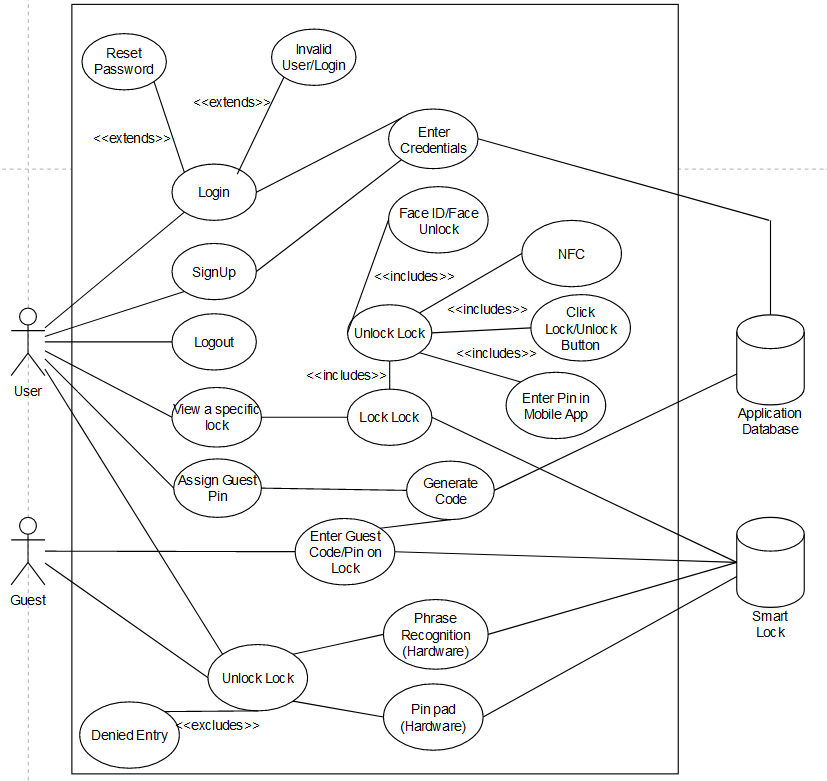 Reset
Password
Invalid
User/Login
<<extends>>
<<extends>>
Enter
Credentials
Login
Face ID/Face
Unlock
SignUp
NFC
<<includes>>
<<includes>>
Click
Lock/Unlock
Button
Unlock Lock
Logout
<<includes>>
<<includes>>
User
Enter Pin in
Mobile App
View a specific
lock
Lock Lock
Application
Database
Assign Guest
Pin
Generate
Code
Enter Guest
Code/Pin on
Lock
Guest
Smart
Lock
Phrase
Recognition
(Hardware)
Unlock Lock
Pin pad
(Hardware)
<<excludes>>
Denied Entry